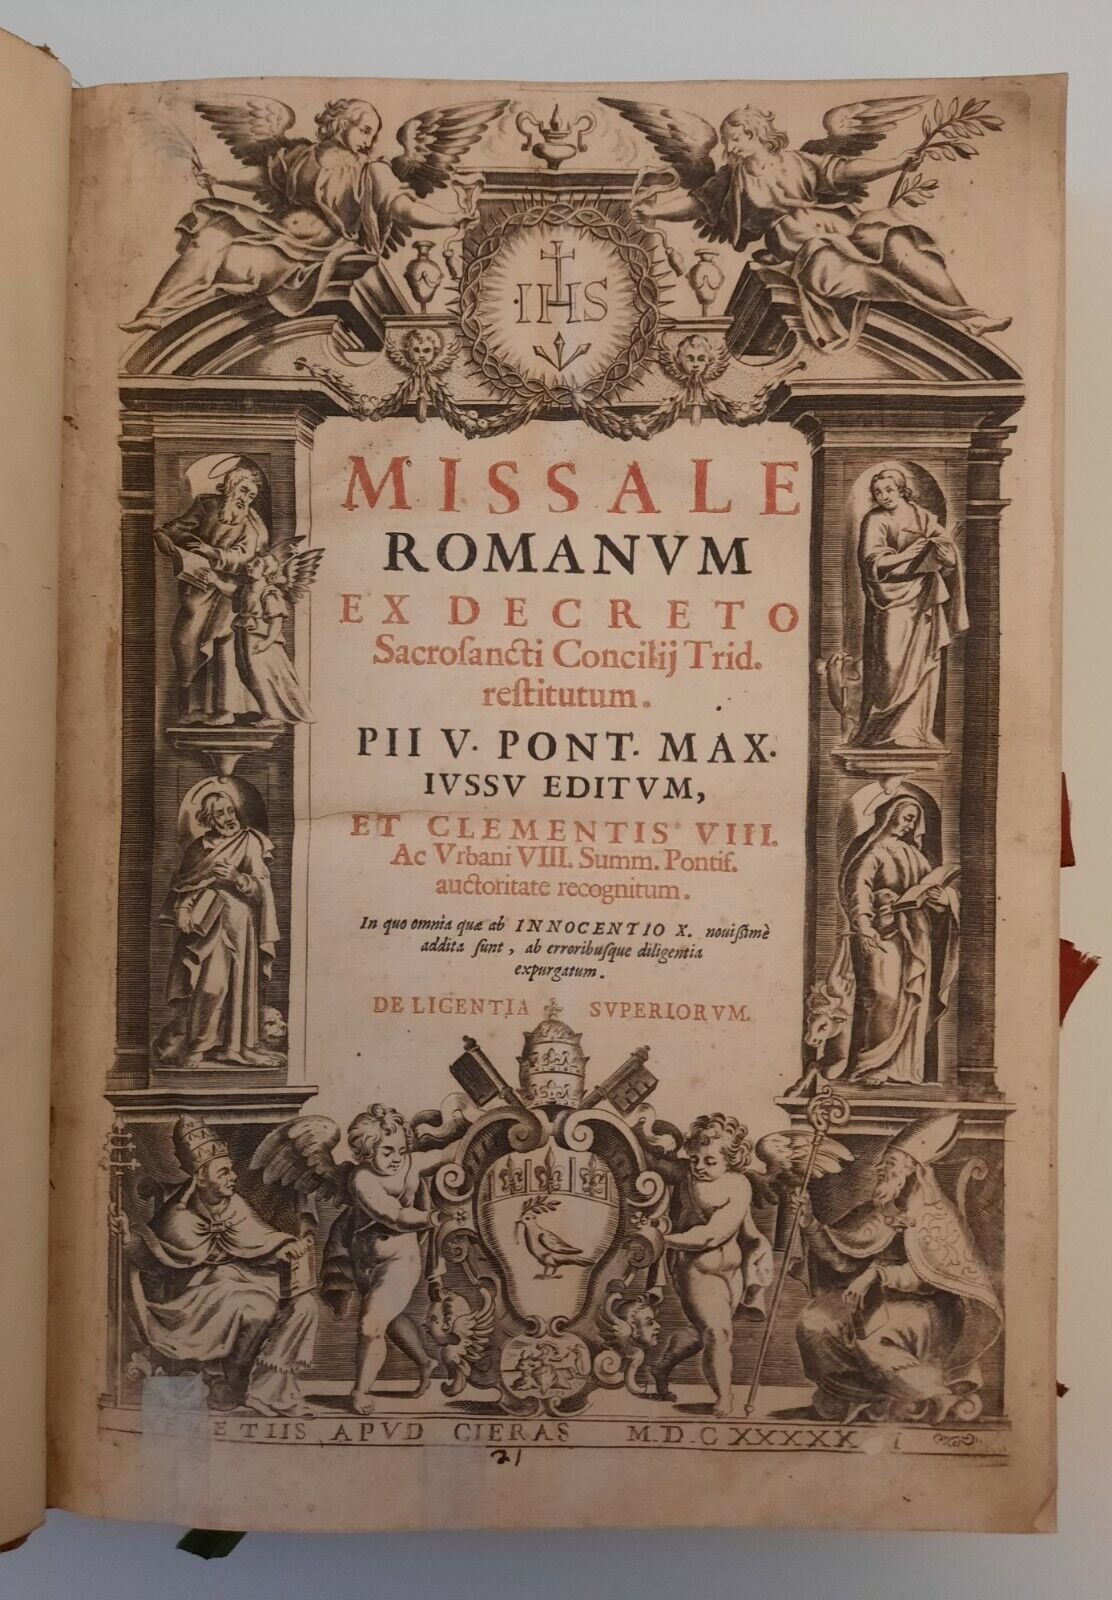 IHS
MISSALE
ROMANVM
EX DECRETO
Sacroſancti Concilij Trid.
reſtitutum.
PII V. PONT. MAX.
IVSSV EDITVM,
ET CLEMENTIS VIII.
Ac Vrbani VIII. Summ. Pontif.
auctoritate recognitum.
In quo omnia quæ ab INNOCENTIO X. nouiſsimè
addita ſunt, ab erroribuſque diligentia
expurgatum.
DE LICENTIA SVPERIORVM.
APVD CIERAS
21